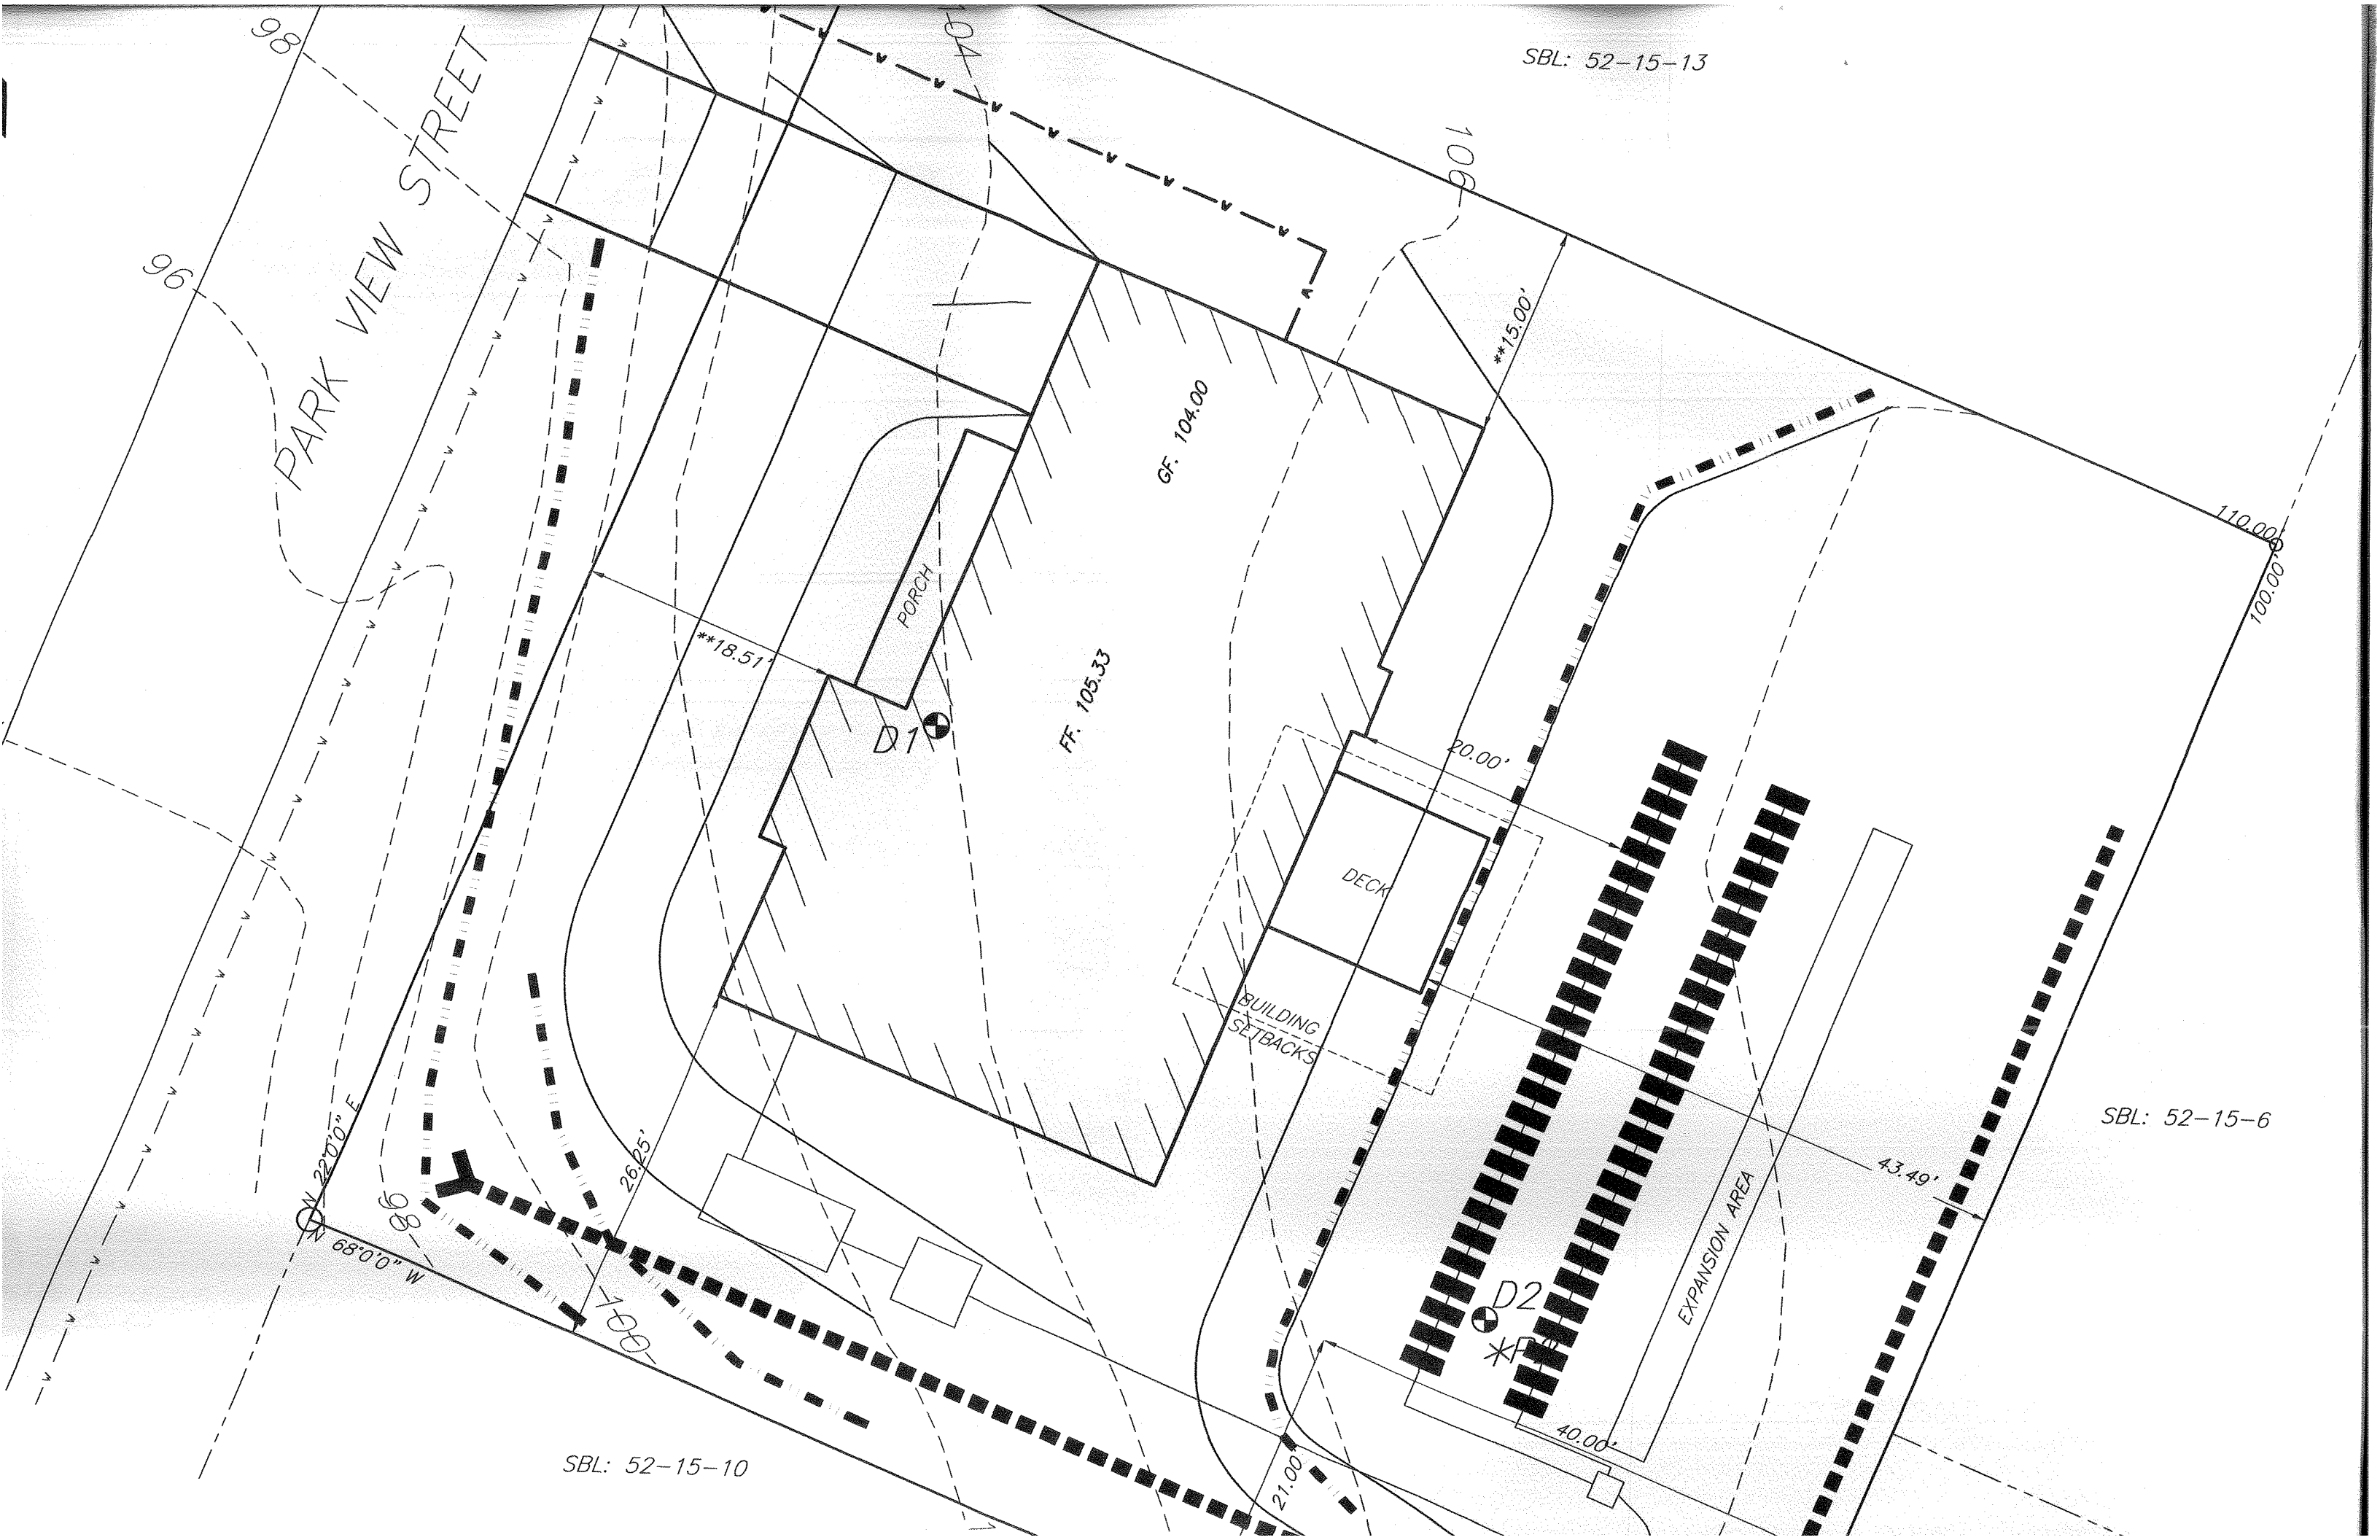 98
104
SBL: 52-15-13
PARK VIEW STREET
106
96
**15.00'
GF. 104.00
110.00'
100.00'
PORCH
**18.51'
FF. 105.33
D1
20.00'
DECK
BUILDING
SETBACKS
SBL: 52-15-6
43.49'
EXPANSION AREA
N 22°0'0" E
26.25'
98
N 68°0'0" W
D2
100
40.00'
21.00'
SBL: 52-15-10